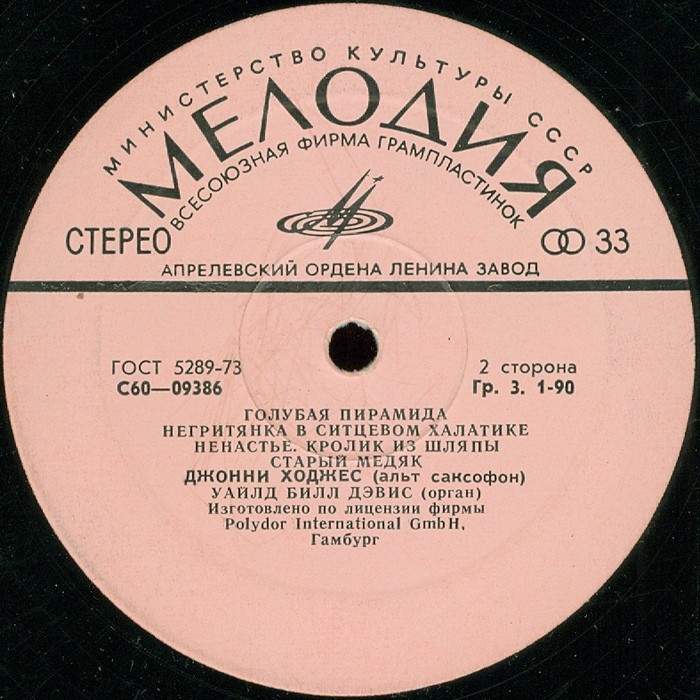 МИНИСТЕРСТВО КУЛЬТУРЫ СССР
МЕЛОДИЯ
ВСЕСОЮЗНАЯ ФИРМА ГРАМПЛАСТИНОК
СТЕРЕО
33
АПРЕЛЕВСКИЙ ОРДЕНА ЛЕНИНА ЗАВОД
ГОСТ 5289-73
С60—09386
2 сторона
Гр. 3. 1-90
ГОЛУБАЯ ПИРАМИДА
НЕГРИТЯНКА В СИТЦЕВОМ ХАЛАТИКЕ
НЕНАСТЬЕ. КРОЛИК ИЗ ШЛЯПЫ
СТАРЫЙ МЕДЯК
ДЖОННИ ХОДЖЕС (альт саксофон)
УАЙЛД БИЛЛ ДЭВИС (орган)
Изготовлено по лицензии фирмы
Polydor International GmbH,
Гамбург